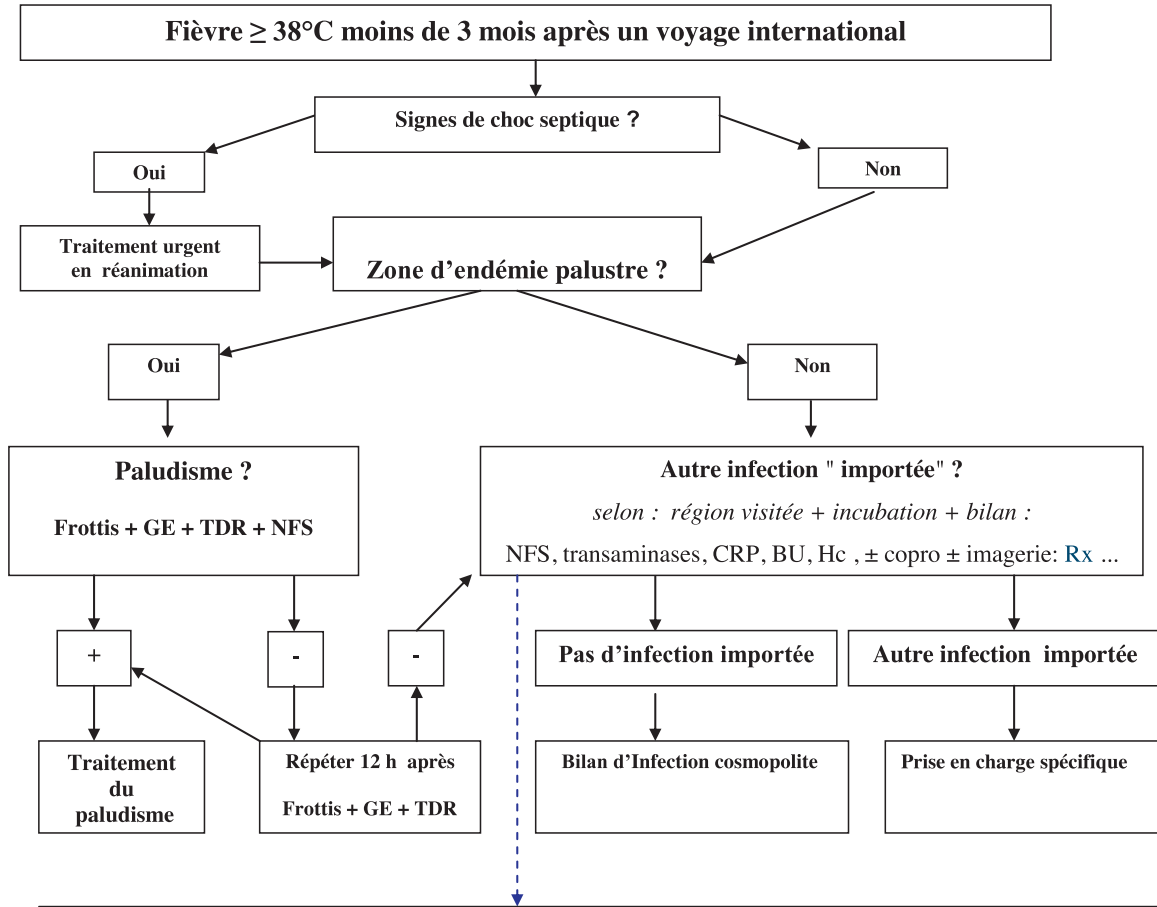 Fièvre ≥ 38°C moins de 3 mois après un voyage international
Signes de choc septique ?
Oui
Non
Traitement urgent
en réanimation
Zone d'endémie palustre ?
Oui
Non
Paludisme ?
Frottis + GE + TDR + NFS
Autre infection " importée" ?
selon : région visitée + incubation + bilan :
NFS, transaminases, CRP, BU, Hc , ± copro ± imagerie: Rx ...
+
-
-
Pas d'infection importée
Autre infection importée
Traitement
du
paludisme
Répéter 12 h après
Frottis + GE + TDR
Bilan d'Infection cosmopolite
Prise en charge spécifique